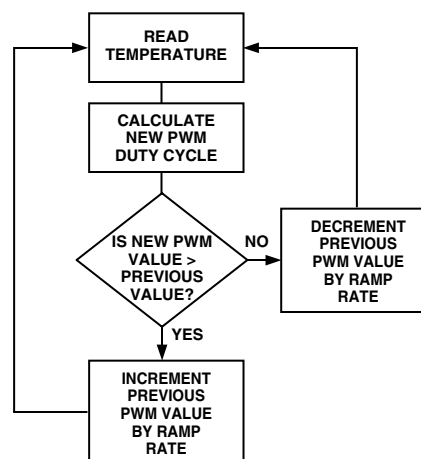 READ
TEMPERATURE
CALCULATE
NEW PWM
DUTY CYCLE
IS NEW PWM
VALUE >
PREVIOUS
VALUE?
NO
DECREMENT
PREVIOUS
PWM VALUE
BY RAMP
RATE
YES
INCREMENT
PREVIOUS
PWM VALUE
BY RAMP
RATE